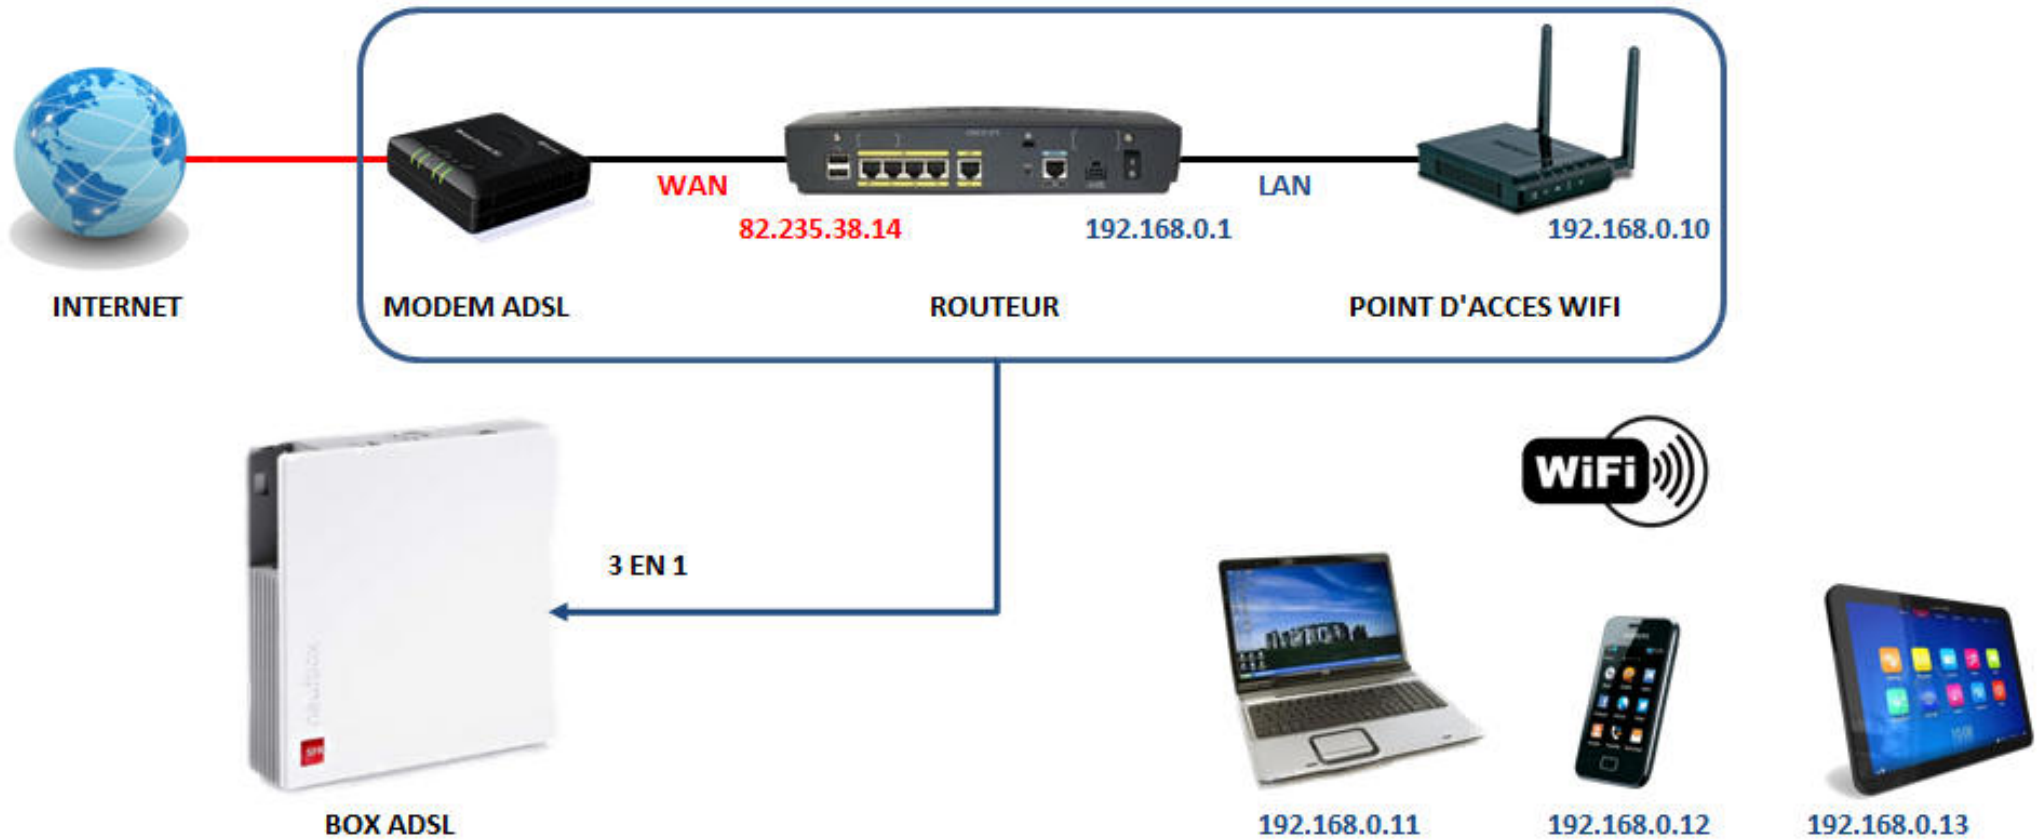 WAN
LAN
82.235.38.14
192.168.0.1
192.168.0.10
INTERNET
MODEM ADSL
ROUTEUR
POINT D'ACCES WIFI
WiFi
3 EN 1
neufbox
SFR
BOX ADSL
192.168.0.11
192.168.0.12
192.168.0.13